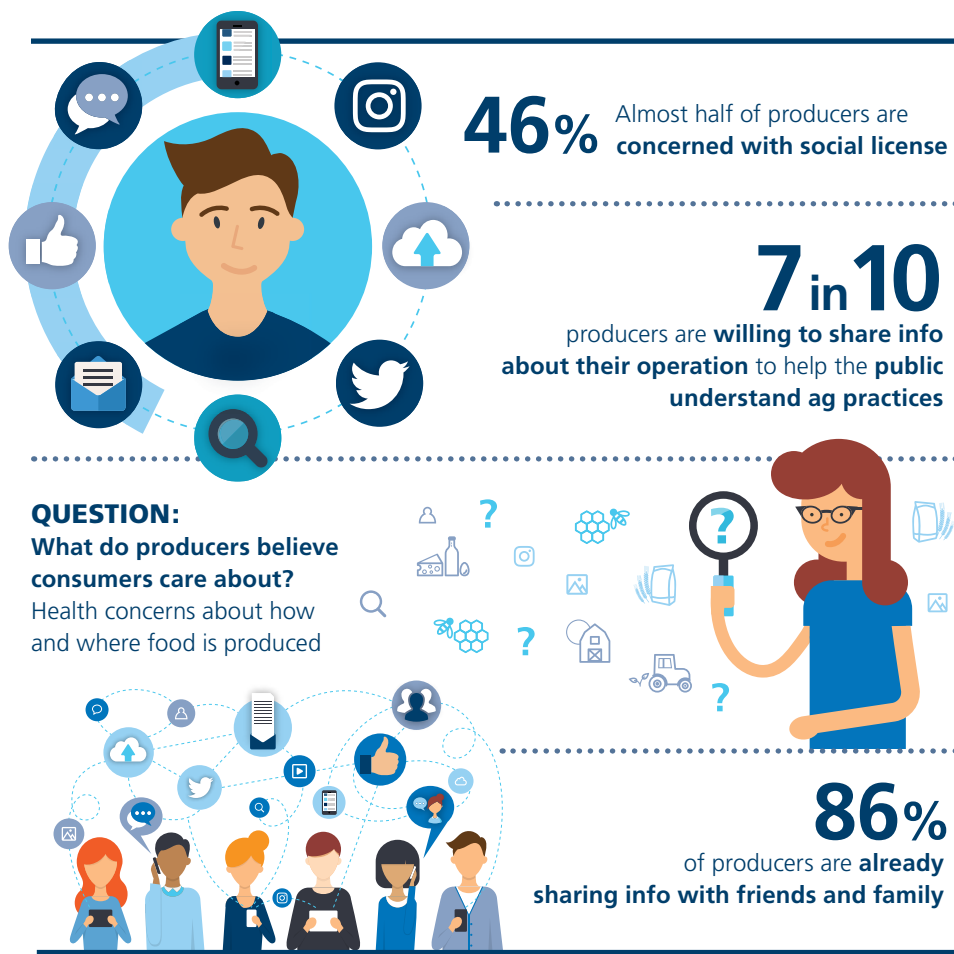 46% Almost half of producers are
concerned with social license
7 in 10
producers are willing to share info
about their operation to help the public
understand ag practices
QUESTION:
What do producers believe
consumers care about?
Health concerns about how
and where food is produced
?
?
?
?
86%
of producers are already
sharing info with friends and family